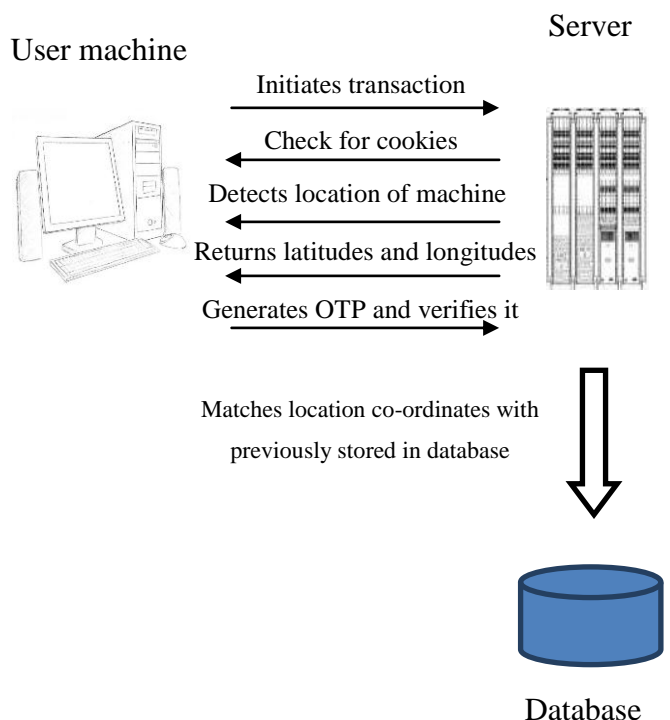 Server
User machine
Initiates transaction
Check for cookies
Detects location of machine
Returns latitudes and longitudes
Generates OTP and verifies it
Matches location co-ordinates with
previously stored in database
Database